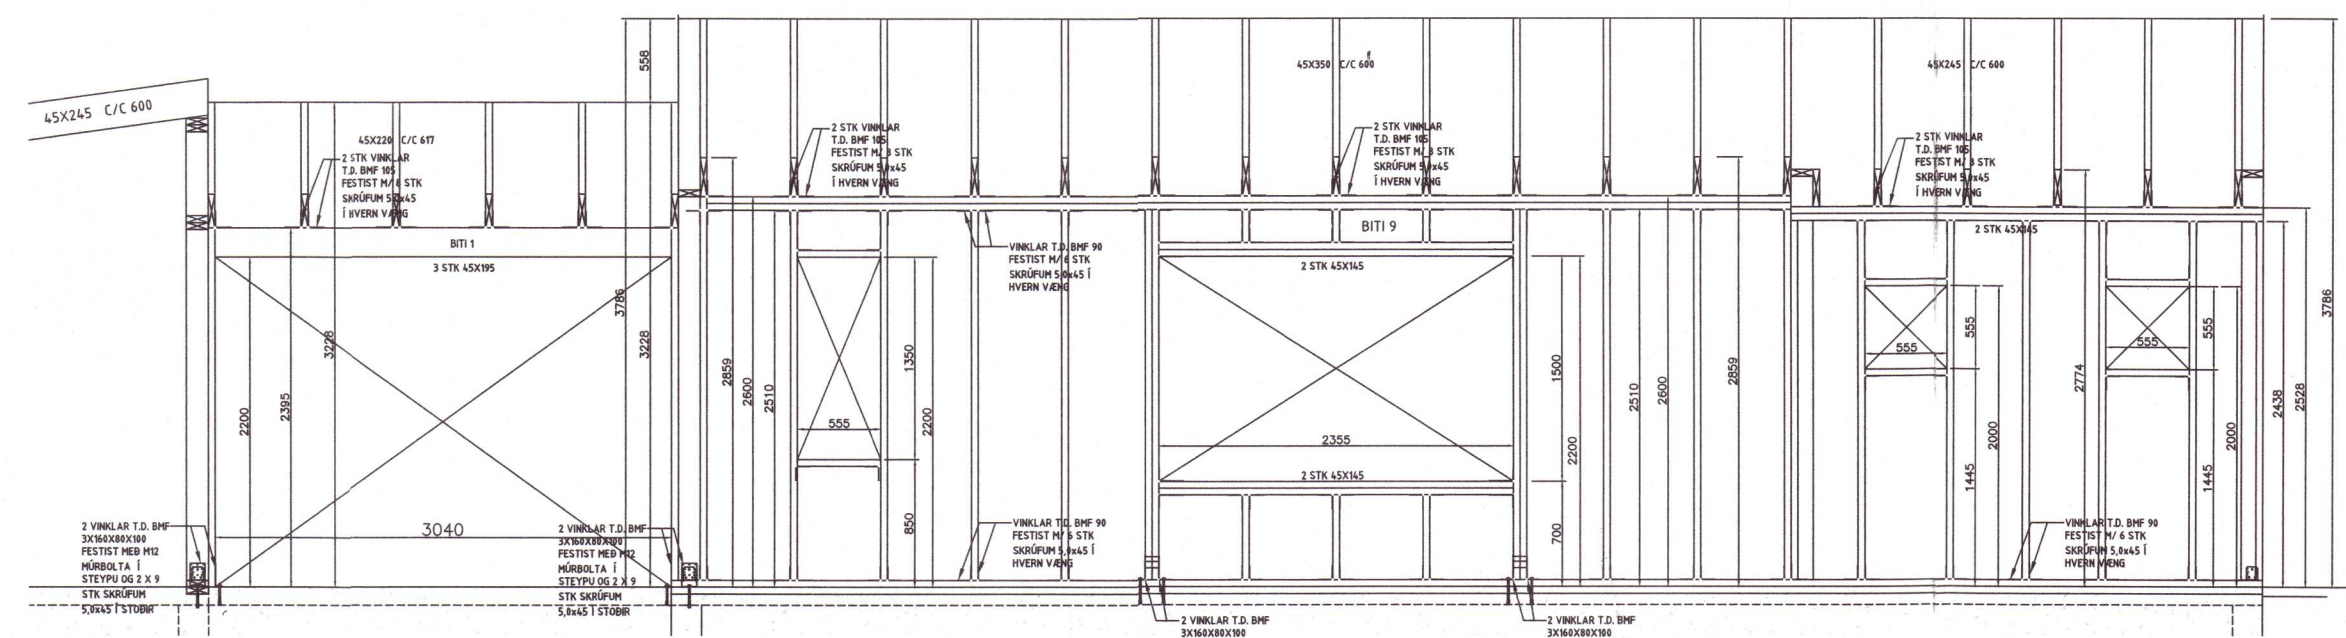 45X245 C/C 600
45X220 C/C 617
2 STK VINKLAR
T.D. BMF 105
FESTIST M/ 8 STK
SKRÚFUM 5,0x45
Í HVERN VÆNG
BITI 1
3 STK 45X195
2200
2395
3228
3040
2 VINKLAR T.D. BMF
3X160X80X100
FESTIST MEÐ M12
MÚRBOLTA Í
STEYPU OG 2 X 9
STK SKRÚFUM
5,0x45 Í STOÐIR
2 VINKLAR T.D. BMF
3X160X80X100
FESTIST MEÐ M12
MÚRBOLTA Í
STEYPU OG 2 X 9
STK SKRÚFUM
5,0x45 Í STOÐIR
558
3786
3228
2859
2600
2510
2 STK VINKLAR
T.D. BMF 105
FESTIST M/ 8 STK
SKRÚFUM 5,0x45
Í HVERN VÆNG
555
1350
2200
850
VINKLAR T.D. BMF 90
FESTIST M/ 6 STK
SKRÚFUM 5,0x45 Í
HVERN VÆNG
VINKLAR T.D. BMF 90
FESTIST M/ 6 STK
SKRÚFUM 5,0x45 Í
HVERN VÆNG
45X350 C/C 600
2 STK VINKLAR
T.D. BMF 105
FESTIST M/ 8 STK
SKRÚFUM 5,0x45
Í HVERN VÆNG
BITI 9
2 STK 45X145
2355
2 STK 45X145
1500
2200
700
2 VINKLAR T.D. BMF
3X160X80X100
2 VINKLAR T.D. BMF
3X160X80X100
2510
2600
2859
45X245 C/C 600
2 STK VINKLAR
T.D. BMF 105
FESTIST M/ 8 STK
SKRÚFUM 5,0x45
Í HVERN VÆNG
2 STK 45X145
555
555
2000
1445
2774
555
555
2000
1445
VINKLAR T.D. BMF 90
FESTIST M/ 6 STK
SKRÚFUM 5,0x45 Í
HVERN VÆNG
2438
2528
3786